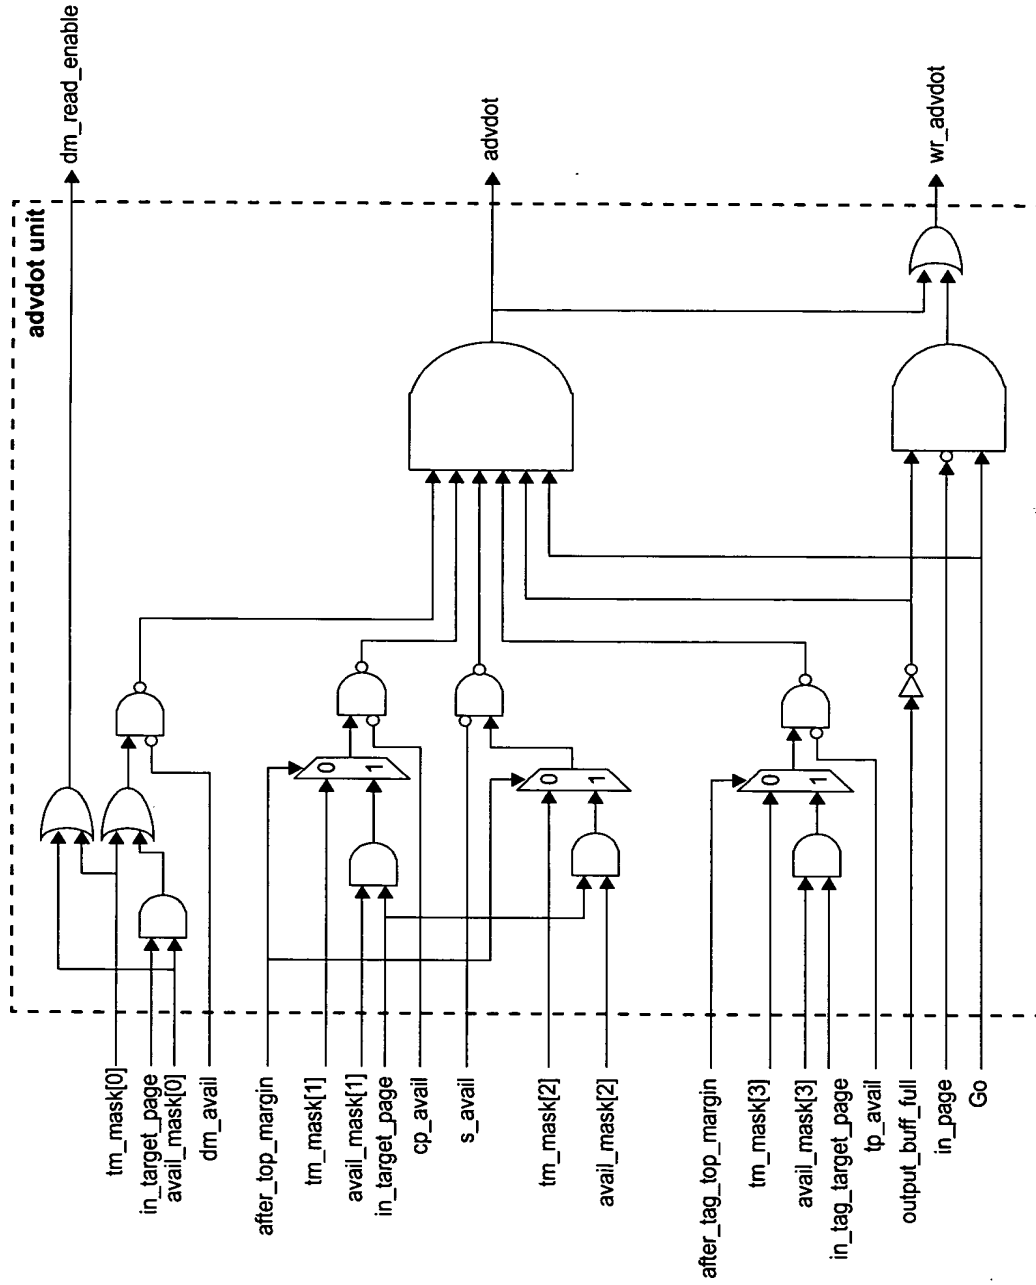 advdot unit
dm_read_enable
advdot
wr_advdot
tm_mask[0]
in_target_page
avail_mask[0]
dm_avail
after_top_margin
tm_mask[1]
avail_mask[1]
in_target_page
cp_avail
s_avail
tm_mask[2]
avail_mask[2]
after_tag_top_margin
tm_mask[3]
avail_mask[3]
in_tag_target_page
tp_avail
output_buff_full
in_page
Go
0
1
0
1
0
1